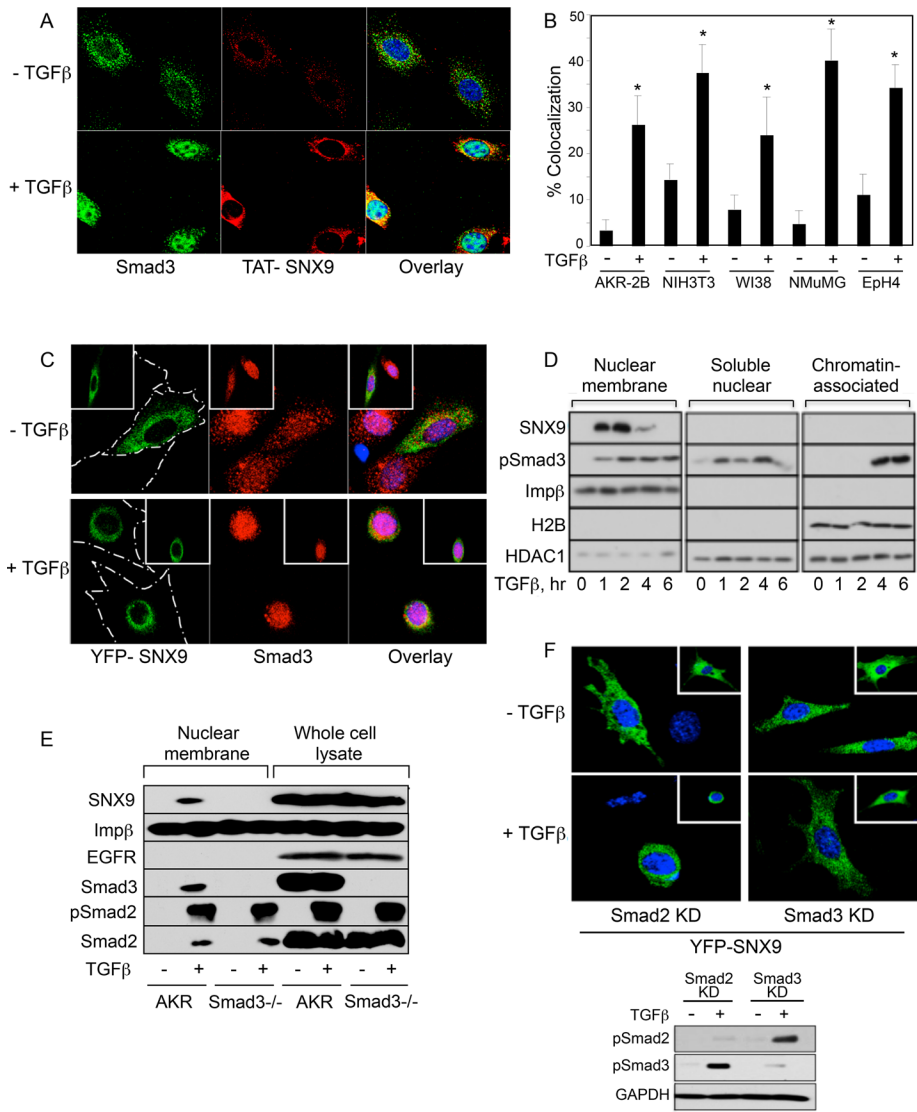 A
- TGFβ
+ TGFβ
Smad3 TAT- SNX9 Overlay
B
% Colocalization
50
40
30
20
10
0
* * * * *
TGFβ - + - + - + - + - +
AKR-2B NIH3T3 WI38 NMuMG EpH4
C
- TGFβ
+ TGFβ
YFP- SNX9 Smad3 Overlay
D
Nuclear membrane Soluble nuclear Chromatin-associated
SNX9
pSmad3
Impβ
H2B
HDAC1
TGFβ, hr 0 1 2 4 6 0 1 2 4 6 0 1 2 4 6
E
Nuclear membrane Whole cell lysate
SNX9
Impβ
EGFR
Smad3
pSmad2
Smad2
TGFβ - + - + - + - +
AKR Smad3-/- AKR Smad3-/-
F
- TGFβ
+ TGFβ
Smad2 KD Smad3 KD
YFP-SNX9
Smad2 KD Smad3 KD
TGFβ - + - +
pSmad2
pSmad3
GAPDH